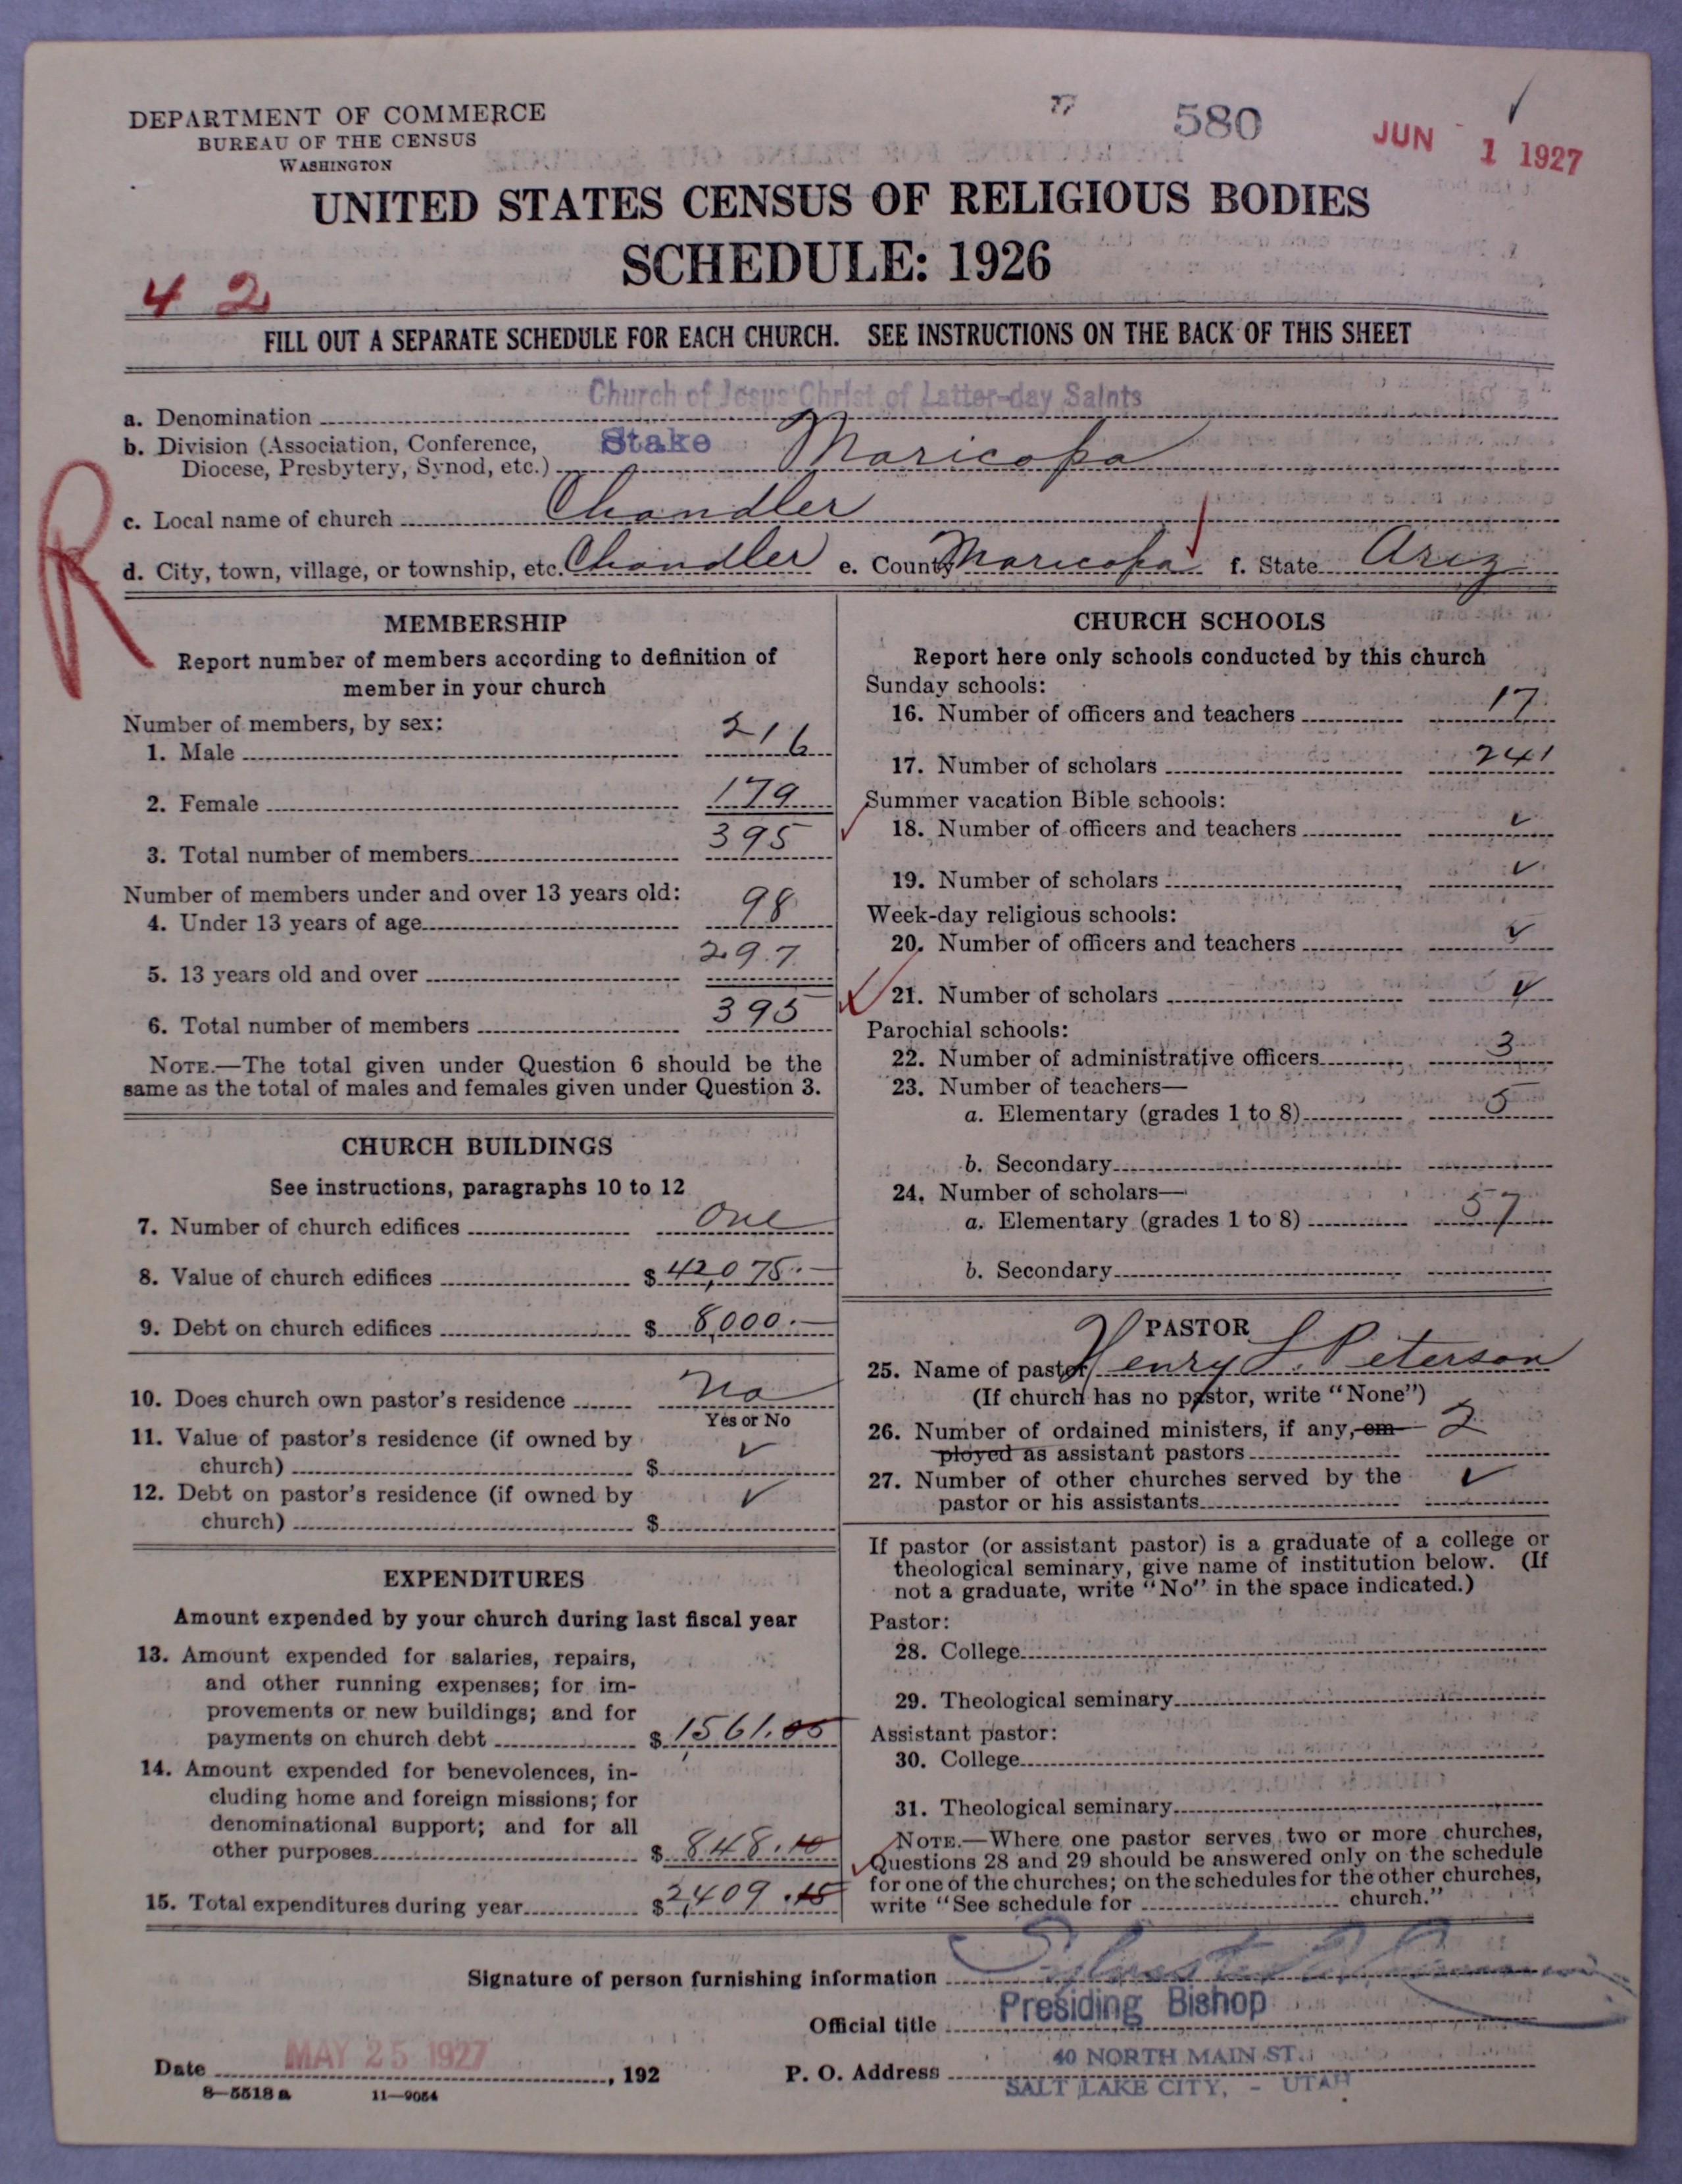 DEPARTMENT OF COMMERCE
BUREAU OF THE CENSUS
WASHINGTON
580
JUN 1 1927
UNITED STATES CENSUS OF RELIGIOUS BODIES
SCHEDULE: 1926
4 2
FILL OUT A SEPARATE SCHEDULE FOR EACH CHURCH. SEE INSTRUCTIONS ON THE BACK OF THIS SHEET
a. Denomination Church of Jesus Christ of Latter-day Saints
b. Division (Association, Conference, Stake Maricopa
Diocese, Presbytery, Synod, etc.)
R
c. Local name of church Chandler
d. City, town, village, or township, etc. Chandler e. County Maricopa f. State Ariz
MEMBERSHIP
Report number of members according to definition of
member in your church
Number of members, by sex:
1. Male 216
2. Female 179
3. Total number of members 395
Number of members under and over 13 years old:
4. Under 13 years of age 98
5. 13 years old and over 297
6. Total number of members 395
NOTE.—The total given under Question 6 should be the
same as the total of males and females given under Question 3.
CHURCH BUILDINGS
See instructions, paragraphs 10 to 12
7. Number of church edifices One
8. Value of church edifices $ 42,075.—
9. Debt on church edifices $ 8,000.—
10. Does church own pastor's residence No
Yes or No
11. Value of pastor's residence (if owned by
church) $ ✓
12. Debt on pastor's residence (if owned by
church) $ ✓
EXPENDITURES
Amount expended by your church during last fiscal year
13. Amount expended for salaries, repairs,
and other running expenses; for im-
provements or new buildings; and for
payments on church debt $ 1,561.05
14. Amount expended for benevolences, in-
cluding home and foreign missions; for
denominational support; and for all
other purposes $ 848.10
15. Total expenditures during year $ 2,409.15
CHURCH SCHOOLS
Report here only schools conducted by this church
Sunday schools:
16. Number of officers and teachers 17
17. Number of scholars 241
Summer vacation Bible schools:
18. Number of officers and teachers ✓
19. Number of scholars ✓
Week-day religious schools:
20. Number of officers and teachers ✓
21. Number of scholars ✓
Parochial schools:
22. Number of administrative officers 3
23. Number of teachers—
a. Elementary (grades 1 to 8) 5
b. Secondary
24. Number of scholars—
a. Elementary (grades 1 to 8) 57
b. Secondary
PASTOR
25. Name of pastor Henry L. Peterson
(If church has no pastor, write "None")
26. Number of ordained ministers, if any, em- 2
ployed as assistant pastors
27. Number of other churches served by the ✓
pastor or his assistants
If pastor (or assistant pastor) is a graduate of a college or
theological seminary, give name of institution below. (If
not a graduate, write "No" in the space indicated.)
Pastor:
28. College
29. Theological seminary
Assistant pastor:
30. College
31. Theological seminary
NOTE.—Where one pastor serves two or more churches,
Questions 28 and 29 should be answered only on the schedule
for one of the churches; on the schedules for the other churches,
write "See schedule for church."
Signature of person furnishing information
Official title Presiding Bishop
Date MAY 25 1927, 192 P. O. Address 40 NORTH MAIN ST.
SALT LAKE CITY, - UTAH
8—5518 a 11—9054